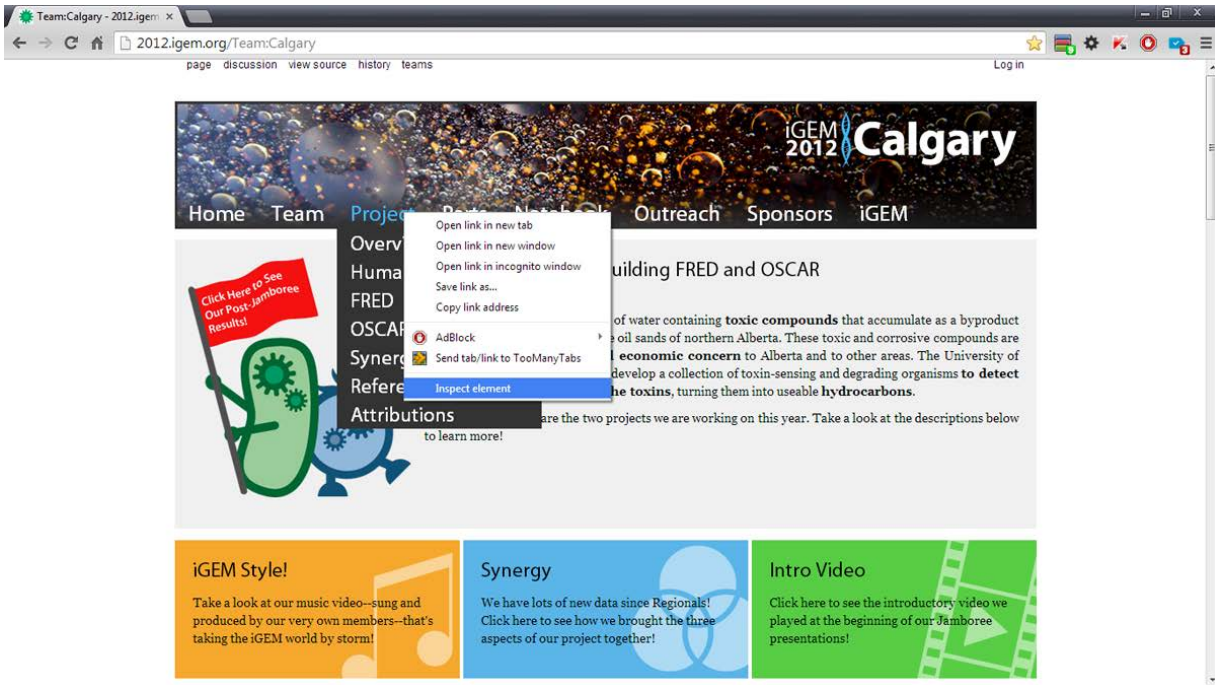 Team:Calgary - 2012.igem
2012.igem.org/Team:Calgary
page discussion view source history teams Log in
iGEM 2012 Calgary
Home Team Project Outreach Sponsors iGEM
Open link in new tab
Open link in new window
Open link in incognito window
Save link as...
Copy link address
AdBlock
Send tab/link to TooManyTabs
Inspect element
FRED
Attributions
Click Here to See
Our Post-Jamboree
Results!
FRED and OSCAR
of water containing toxic compounds that accumulate as a byproduct
oil sands of northern Alberta. These toxic and corrosive compounds are
economic concern to Alberta and to other areas. The University of
develop a collection of toxin-sensing and degrading organisms to detect
the toxins, turning them into useable hydrocarbons.
are the two projects we are working on this year. Take a look at the descriptions below
to learn more!
iGEM Style!
Take a look at our music video--sung and
produced by our very own members--that's
taking the iGEM world by storm!
Synergy
We have lots of new data since Regionals!
Click here to see how we brought the three
aspects of our project together!
Intro Video
Click here to see the introductory video we
played at the beginning of our Jamboree
presentations!